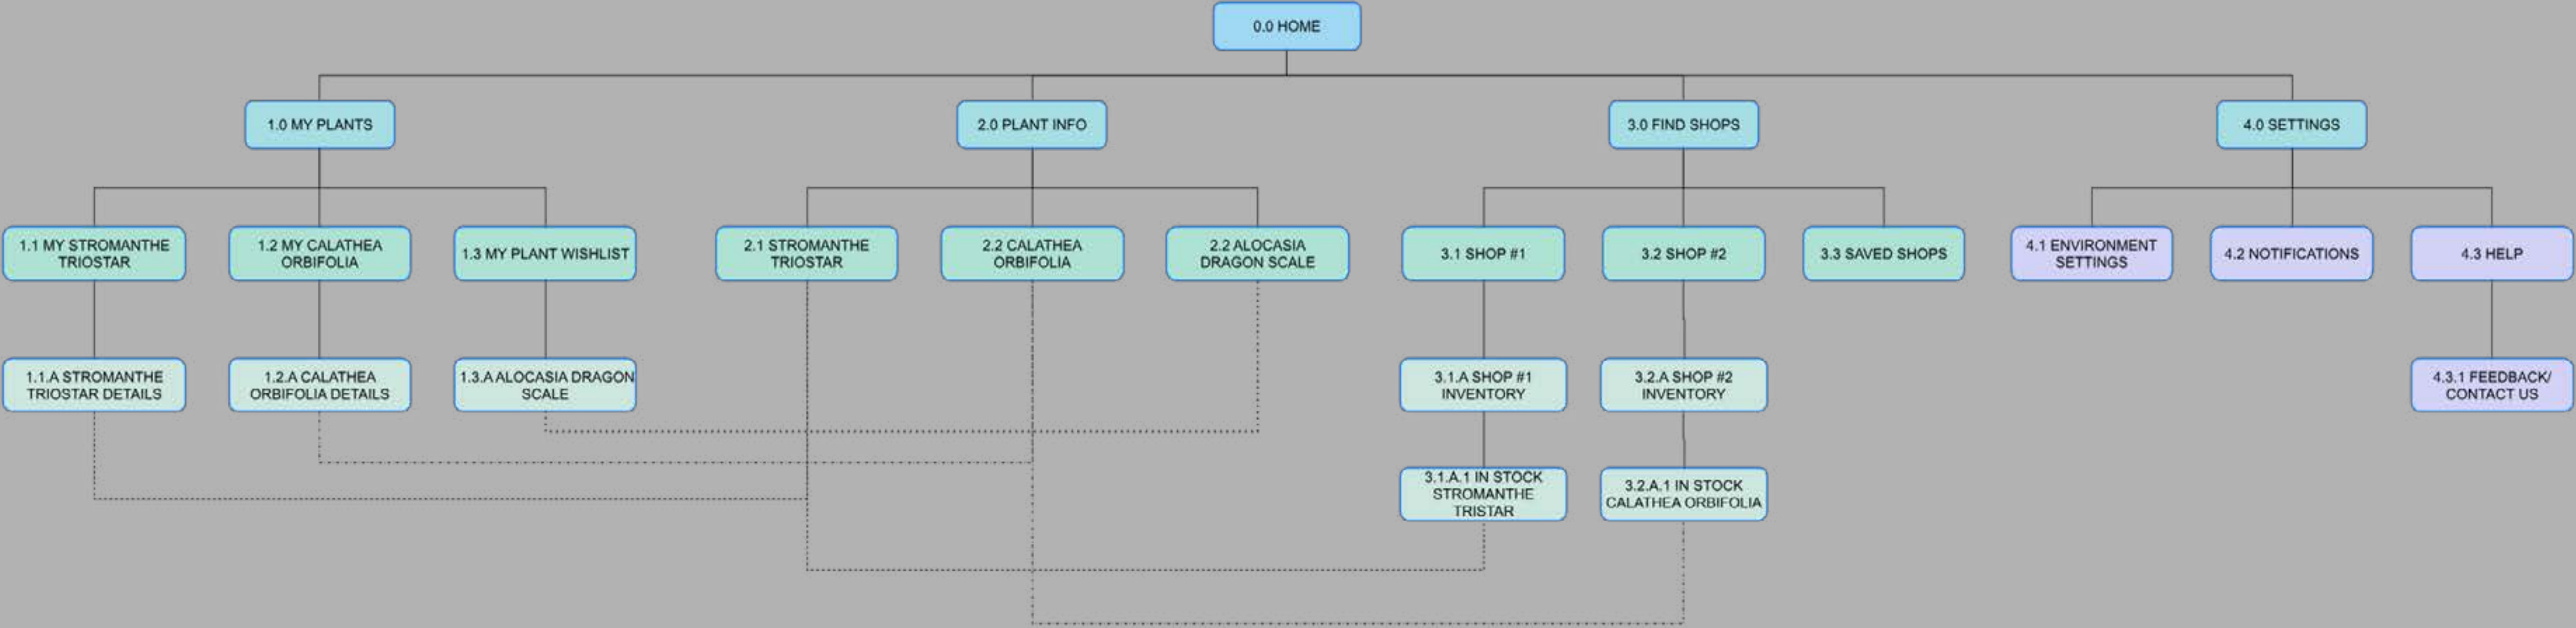 0.0 HOME
1.0 MY PLANTS
2.0 PLANT INFO
3.0 FIND SHOPS
4.0 SETTINGS
1.1 MY STROMANTHE
TRIOSTAR
1.2 MY CALATHEA
ORBIFOLIA
1.3 MY PLANT WISHLIST
2.1 STROMANTHE
TRIOSTAR
2.2 CALATHEA
ORBIFOLIA
2.2 ALOCASIA
DRAGON SCALE
3.1 SHOP #1
3.2 SHOP #2
3.3 SAVED SHOPS
4.1 ENVIRONMENT
SETTINGS
4.2 NOTIFICATIONS
4.3 HELP
1.1.A STROMANTHE
TRIOSTAR DETAILS
1.2.A CALATHEA
ORBIFOLIA DETAILS
1.3.A ALOCASIA DRAGON
SCALE
3.1.A SHOP #1
INVENTORY
3.2.A SHOP #2
INVENTORY
4.3.1 FEEDBACK/
CONTACT US
3.1.A.1 IN STOCK
STROMANTHE
TRISTAR
3.2.A.1 IN STOCK
CALATHEA ORBIFOLIA